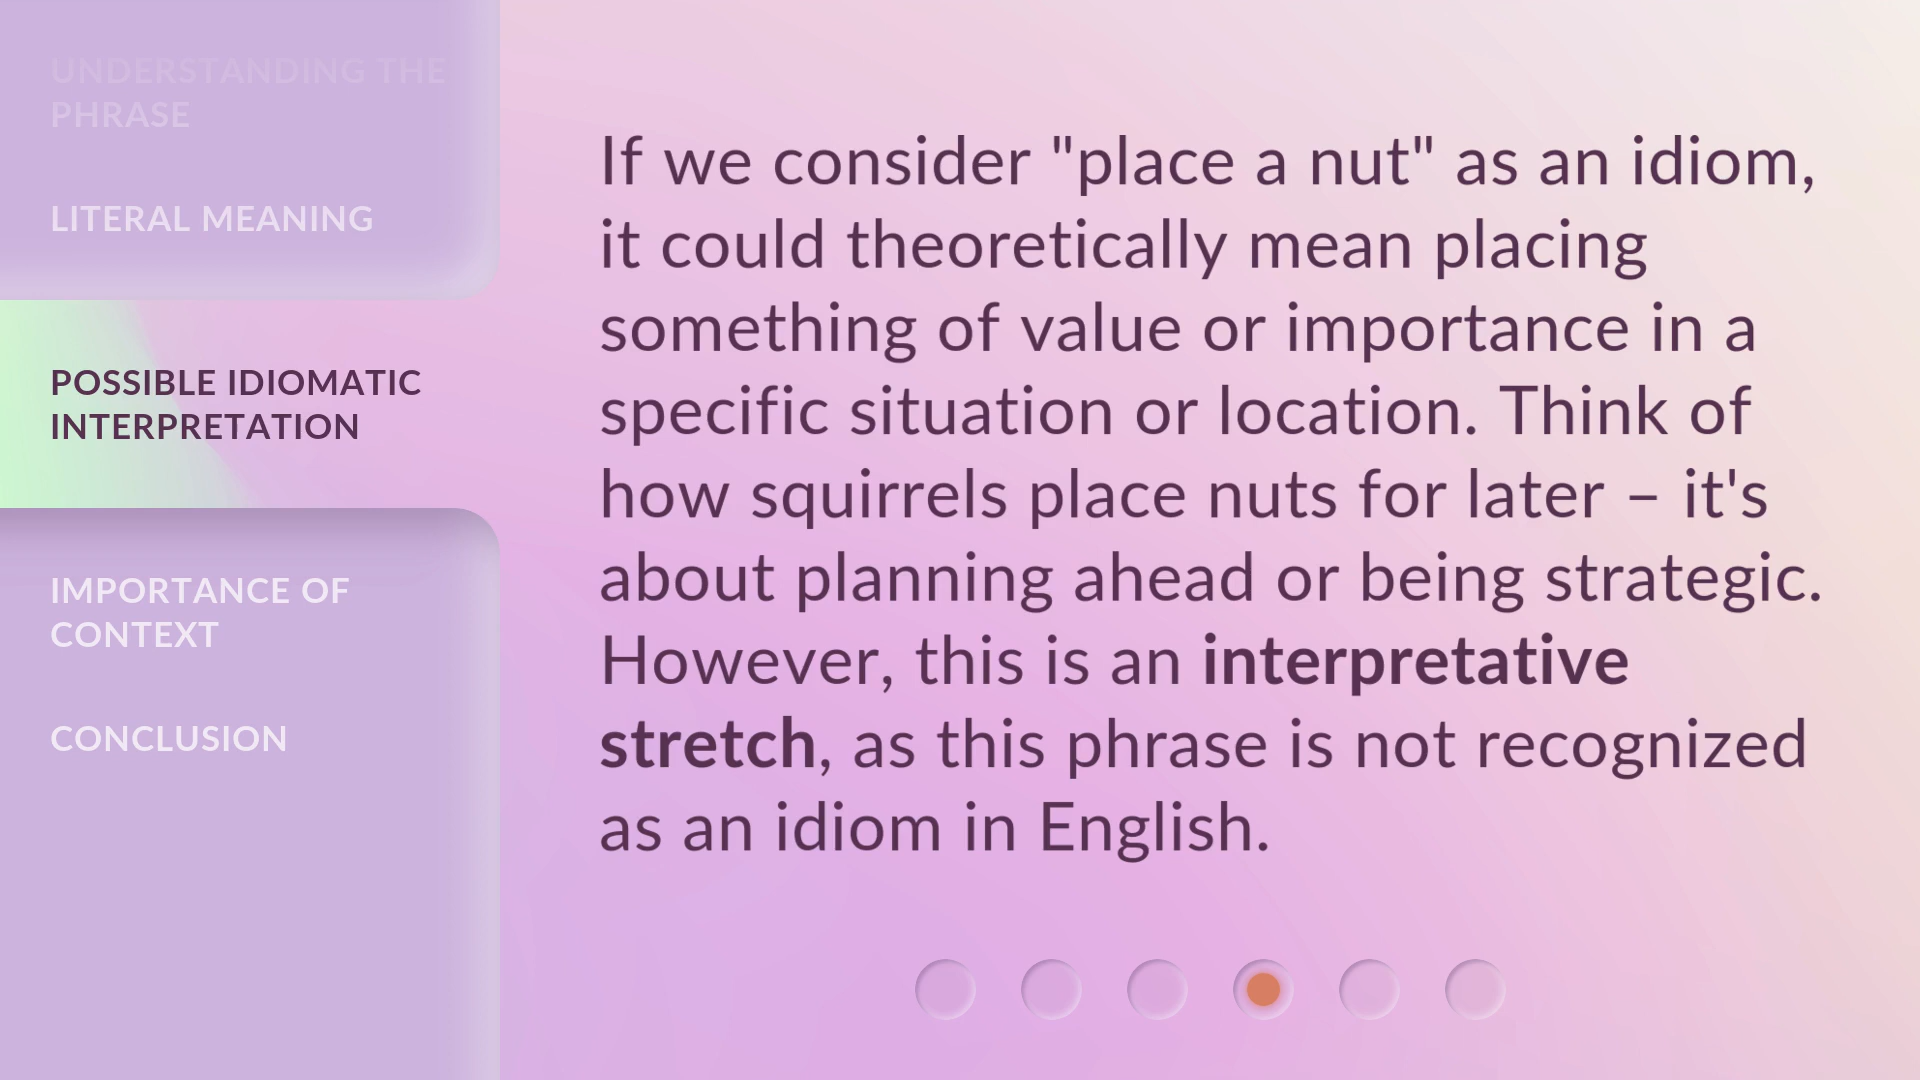 UNDERSTANDING THE
PHRASE
LITERAL MEANING
POSSIBLE IDIOMATIC
INTERPRETATION
IMPORTANCE OF
CONTEXT
CONCLUSION
If we consider "place a nut" as an idiom,
it could theoretically mean placing
something of value or importance in a
specific situation or location. Think of
how squirrels place nuts for later – it's
about planning ahead or being strategic.
However, this is an interpretative
stretch, as this phrase is not recognized
as an idiom in English.